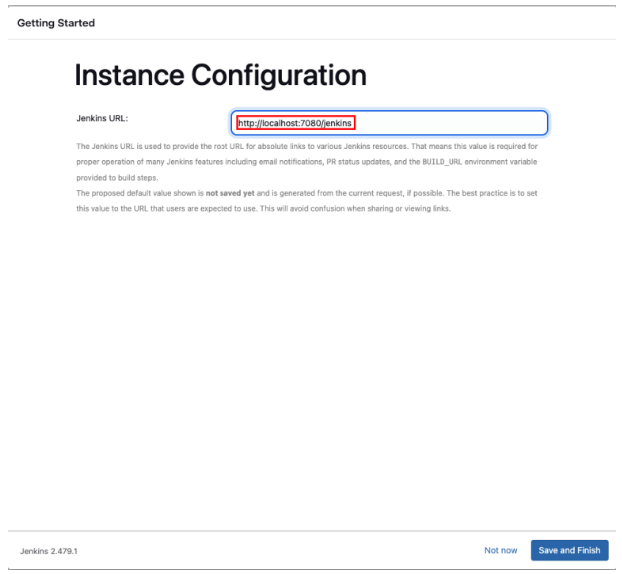 Getting Started
Instance Configuration
Jenkins URL:
http://localhost:7080/jenkins
The Jenkins URL is used to provide the root URL for absolute links to various Jenkins resources. That means this value is required for
proper operation of many Jenkins features including email notifications, PR status updates, and the BUILD_URL environment variable
provided to build steps.
The proposed default value shown is not saved yet and is generated from the current request, if possible. The best practice is to set
this value to the URL that users are expected to use. This will avoid confusion when sharing or viewing links.
Jenkins 2.479.1
Not now
Save and Finish